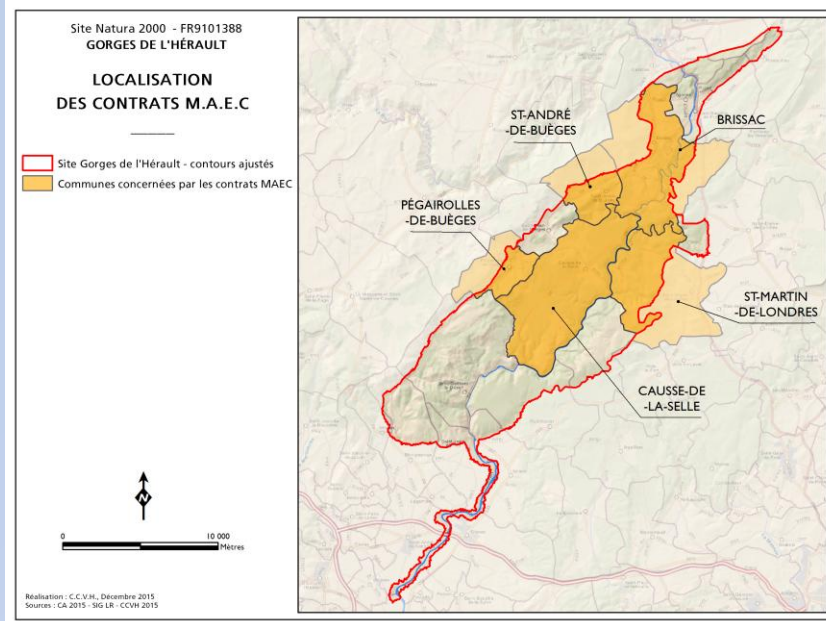 Site Natura 2000 - FR9101388
GORGES DE L'HÉRAULT
LOCALISATION
DES CONTRATS M.A.E.C
Site Gorges de l'Hérault - contours ajustés
Communes concernées par les contrats MAEC
N
0 10 000
Mètres
Réalisation : C.C.V.H., Décembre 2015
Sources : CA 2015 - SIG LR - CCVH 2015
ST-ANDRÉ
-DE-BUÈGES
BRISSAC
PÉGAIROLLES
-DE-BUÈGES
ST-MARTIN
-DE-LONDRES
CAUSSE-DE
-LA-SELLE